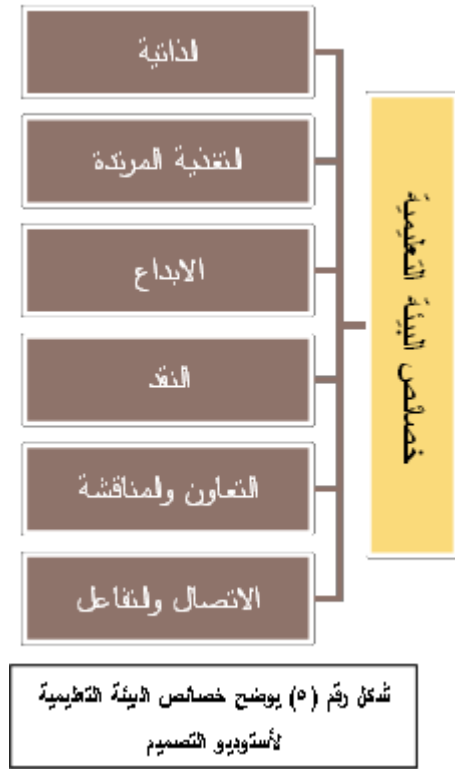 خصائص البيئة التعليمية
الذاتية
التغذية المرتدة
الابداع
النقد
التعاون والمناقشة
الاتصال والتفاعل
شكل رقم (٥) يوضح خصائص البيئة التعليمية
لأستوديو التصميم